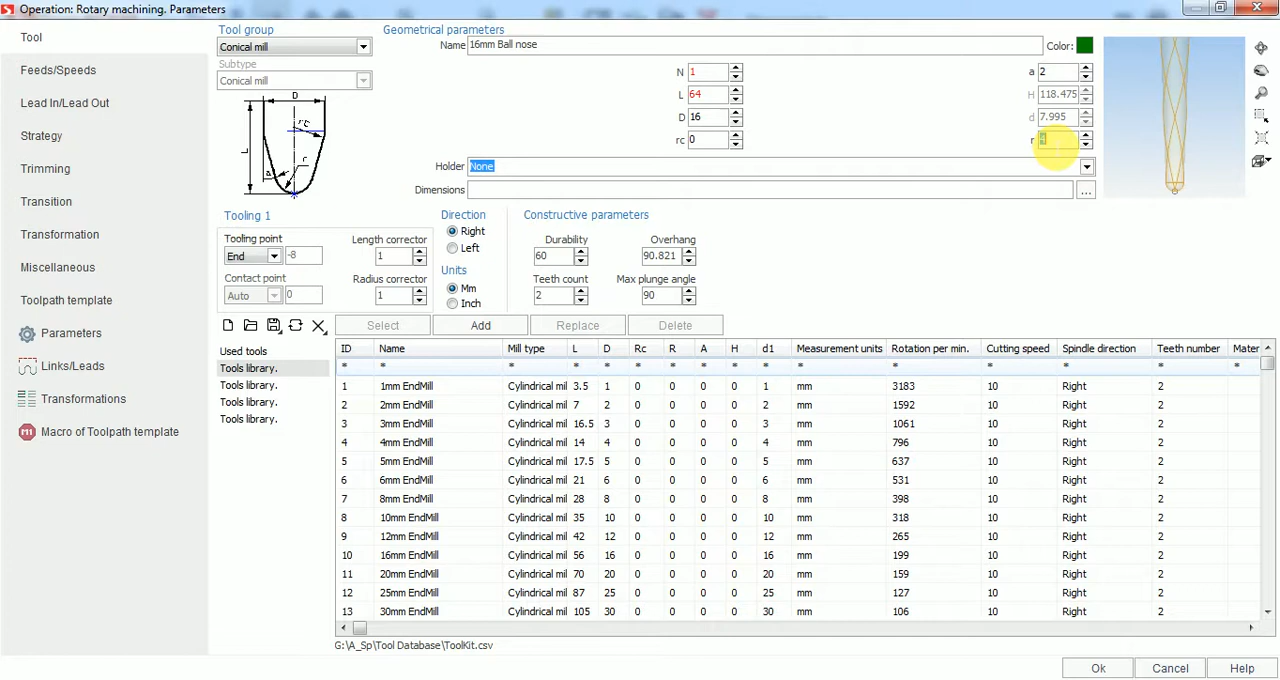 Operation: Rotary machining. Parameters
Tool
Feeds/Speeds
Lead In/Lead Out
Strategy
Trimming
Transition
Transformation
Miscellaneous
Toolpath template
Parameters
Links/Leads
Transformations
M1 Macro of Toolpath template
Tool group
Conical mill
Subtype
Conical mill
D
L
rc
r
a
Geometrical parameters
Name 16mm Ball nose Color:
N 1 a 2
L 64 H 118.475
D 16 d 7.995
rc 0 r
Holder None
Dimensions ...
Tooling 1
Tooling point
End -8
Contact point
Auto 0
Length corrector
1
Radius corrector
1
Direction
Right
Left
Units
Mm
Inch
Constructive parameters
Durability Overhang
60 90.821
Teeth count Max plunge angle
2 90
Select Add Replace Delete
Used tools
Tools library.
Tools library.
Tools library.
Tools library.
ID Name Mill type L D Rc R A H d1 Measurement units Rotation per min. Cutting speed Spindle direction Teeth number Mater
* * * * * * * * * * * * * * * *
1 1mm EndMill Cylindrical mil 3.5 1 0 0 0 0 1 mm 3183 10 Right 2
2 2mm EndMill Cylindrical mil 7 2 0 0 0 0 2 mm 1592 10 Right 2
3 3mm EndMill Cylindrical mil 16.5 3 0 0 0 0 3 mm 1061 10 Right 2
4 4mm EndMill Cylindrical mil 14 4 0 0 0 0 4 mm 796 10 Right 2
5 5mm EndMill Cylindrical mil 17.5 5 0 0 0 0 5 mm 637 10 Right 2
6 6mm EndMill Cylindrical mil 21 6 0 0 0 0 6 mm 531 10 Right 2
7 8mm EndMill Cylindrical mil 28 8 0 0 0 0 8 mm 398 10 Right 2
8 10mm EndMill Cylindrical mil 35 10 0 0 0 0 10 mm 318 10 Right 2
9 12mm EndMill Cylindrical mil 42 12 0 0 0 0 12 mm 265 10 Right 2
10 16mm EndMill Cylindrical mil 56 16 0 0 0 0 16 mm 199 10 Right 2
11 20mm EndMill Cylindrical mil 70 20 0 0 0 0 20 mm 159 10 Right 2
12 25mm EndMill Cylindrical mil 87 25 0 0 0 0 25 mm 127 10 Right 2
13 30mm EndMill Cylindrical mil 105 30 0 0 0 0 30 mm 106 10 Right 2
G:\A_Sp\Tool Database\ToolKit.csv
Ok Cancel Help